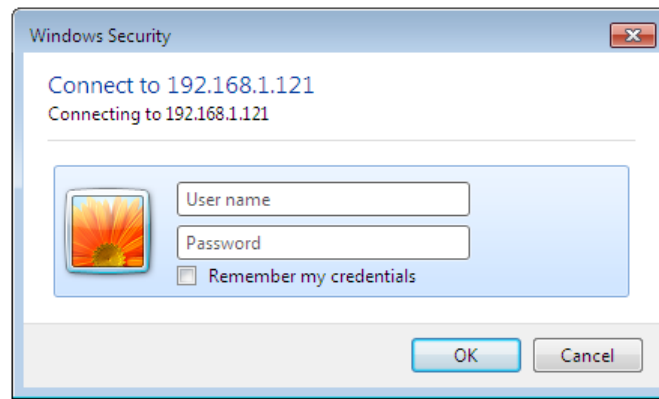 Windows Security
Connect to 192.168.1.121
Connecting to 192.168.1.121
User name
Password
Remember my credentials
OK Cancel